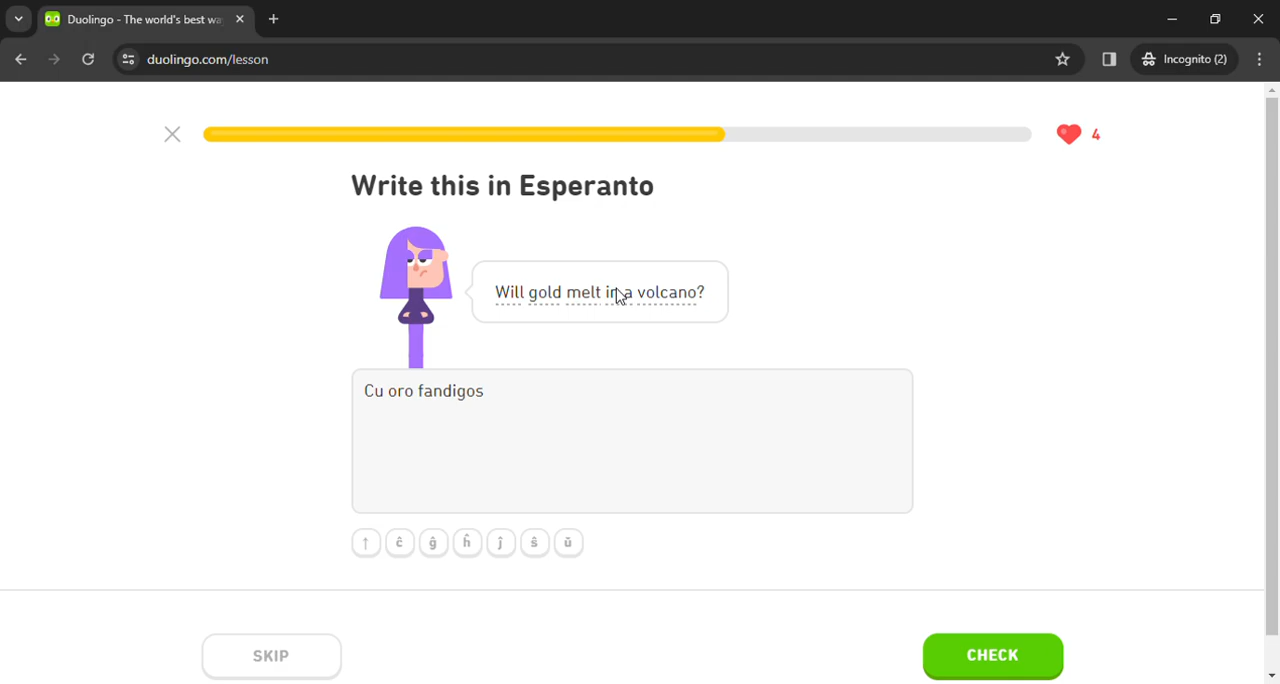 Duolingo - The world's best wa
duolingo.com/lesson
Incognito (2)
4
Write this in Esperanto
Will gold melt in a volcano?
Cu oro fandigos
↑ ĉ ĝ ĥ ĵ ŝ ŭ
SKIP
CHECK